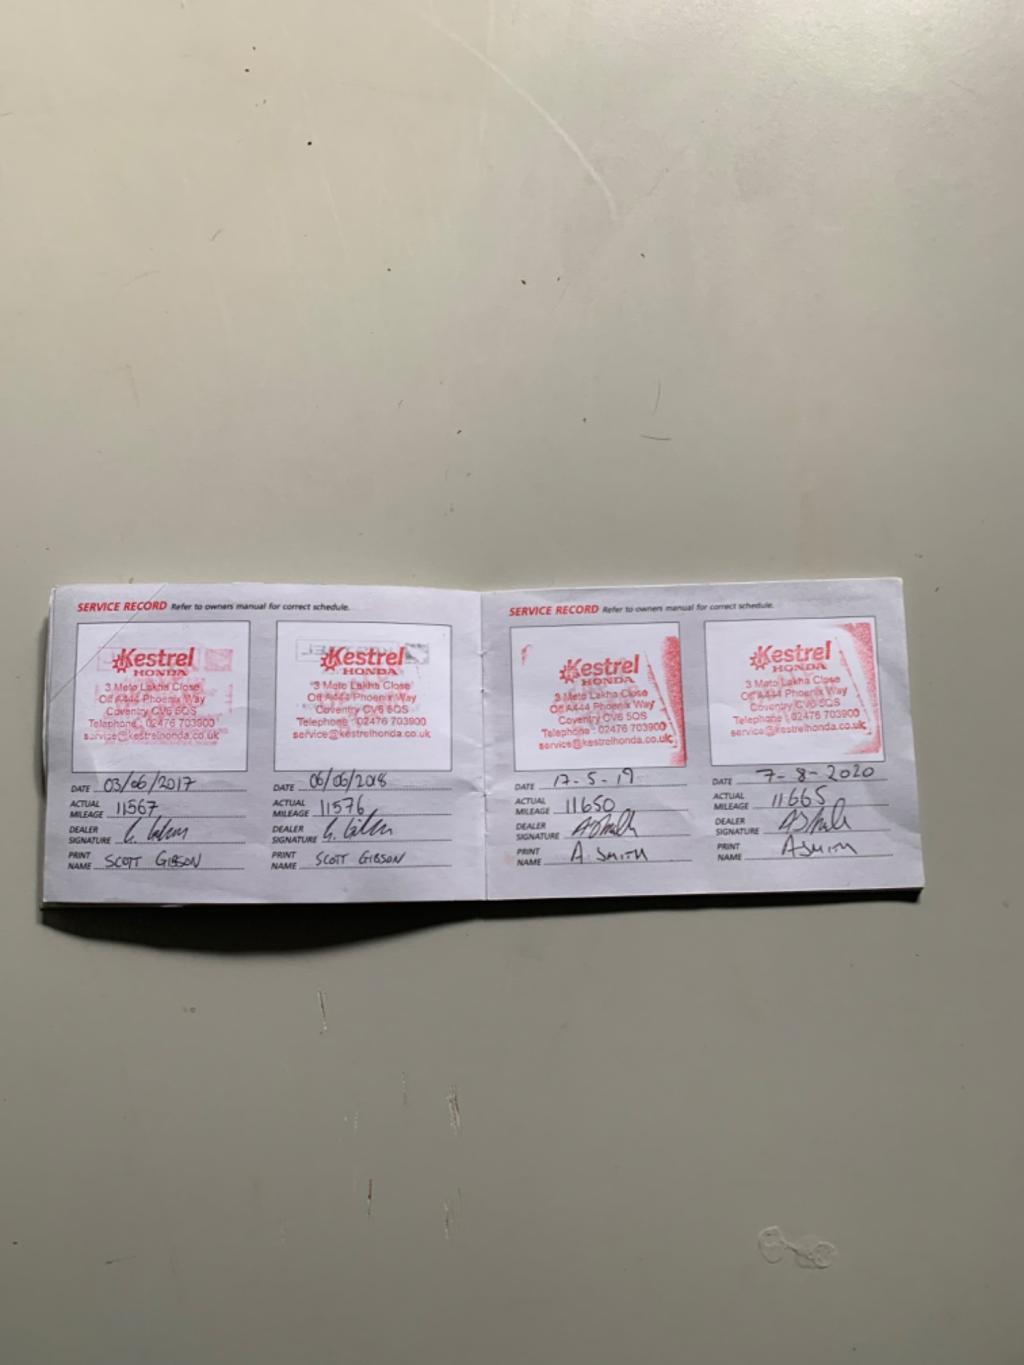 SERVICE RECORD Refer to owners manual for correct schedule.
Kestrel
HONDA
3 Moto Lakha Close
Off A444 Phoenix Way
Coventry CV6 5QS
Telephone : 02476 703900
service@kestrelhonda.co.uk
DATE 03/06/2017
ACTUAL MILEAGE 11567
DEALER SIGNATURE
PRINT NAME SCOTT GIBSON
Kestrel
HONDA
3 Moto Lakha Close
Off A444 Phoenix Way
Coventry CV6 5QS
Telephone : 02476 703900
service@kestrelhonda.co.uk
DATE 06/06/2018
ACTUAL MILEAGE 11576
DEALER SIGNATURE
PRINT NAME SCOTT GIBSON
SERVICE RECORD Refer to owners manual for correct schedule.
Kestrel
HONDA
3 Moto Lakha Close
Off A444 Phoenix Way
Coventry CV6 5QS
Telephone : 02476 703900
service@kestrelhonda.co.uk
DATE 17-5-19
ACTUAL MILEAGE 11650
DEALER SIGNATURE
PRINT NAME A. SMITH
Kestrel
HONDA
3 Moto Lakha Close
Off A444 Phoenix Way
Coventry CV6 5QS
Telephone : 02476 703900
service@kestrelhonda.co.uk
DATE 7-8-2020
ACTUAL MILEAGE 11665
DEALER SIGNATURE
PRINT NAME A SMITH